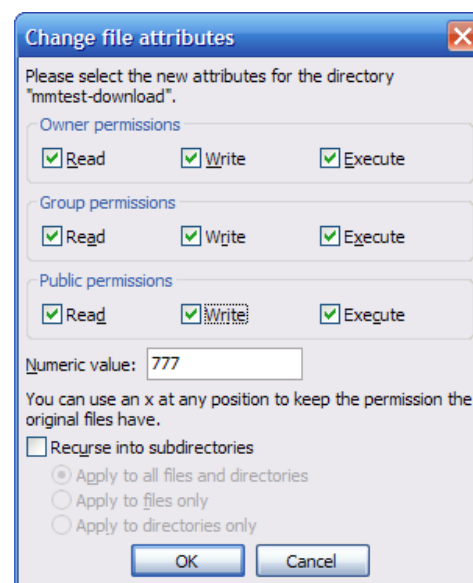 Change file attributes
Please select the new attributes for the directory
"mmtest-download".
Owner permissions
Read Write Execute
Group permissions
Read Write Execute
Public permissions
Read Write Execute
Numeric value: 777
You can use an x at any position to keep the permission the
original files have.
Recurse into subdirectories
Apply to all files and directories
Apply to files only
Apply to directories only
OK Cancel